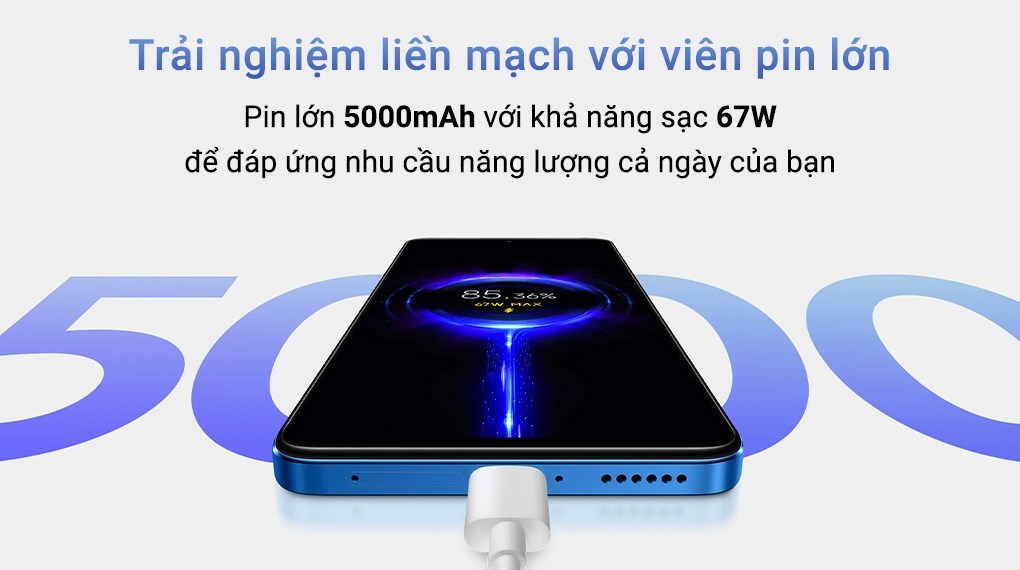 Trải nghiệm liền mạch với viên pin lớn
Pin lớn 5000mAh với khả năng sạc 67W
để đáp ứng nhu cầu năng lượng cả ngày của bạn
5000
85.36%
67W MAX